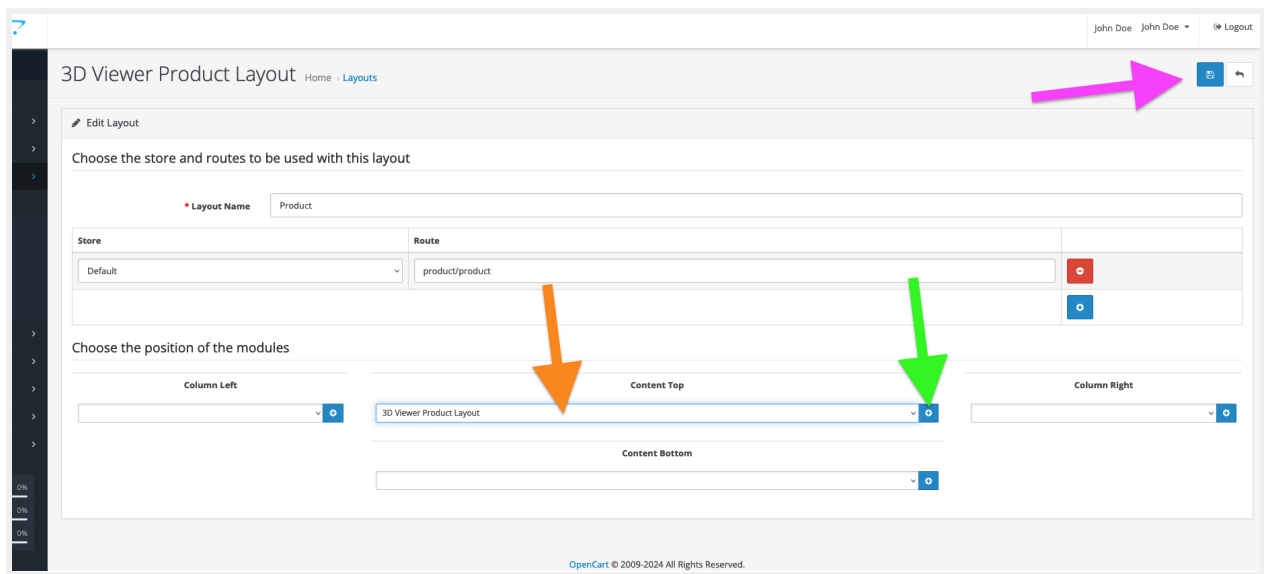 John Doe John Doe Logout
3D Viewer Product Layout Home › Layouts
Edit Layout
Choose the store and routes to be used with this layout
* Layout Name Product
Store Route
Default product/product
Choose the position of the modules
Column Left Content Top Column Right
3D Viewer Product Layout
Content Bottom
0%
0%
0%
OpenCart © 2009-2024 All Rights Reserved.